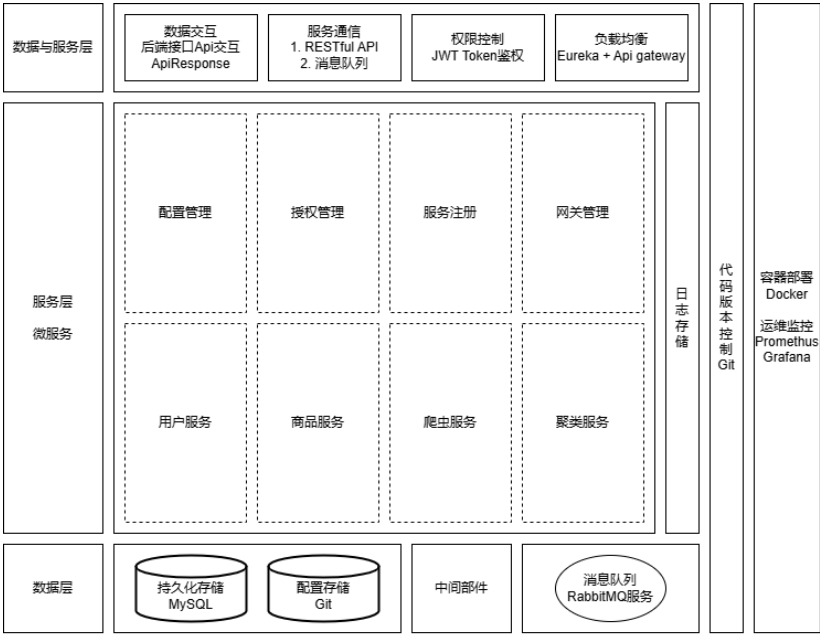 数据与服务层
数据交互
后端接口Api交互
ApiResponse
服务通信
1. RESTful API
2. 消息队列
权限控制
JWT Token鉴权
负载均衡
Eureka + Api gateway
服务层
微服务
配置管理
授权管理
服务注册
网关管理
用户服务
商品服务
爬虫服务
聚类服务
日
志
存
储
代
码
版
本
控
制
Git
容器部署
Docker
运维监控
Promethus
Grafana
数据层
持久化存储
MySQL
配置存储
Git
中间部件
消息队列
RabbitMQ服务